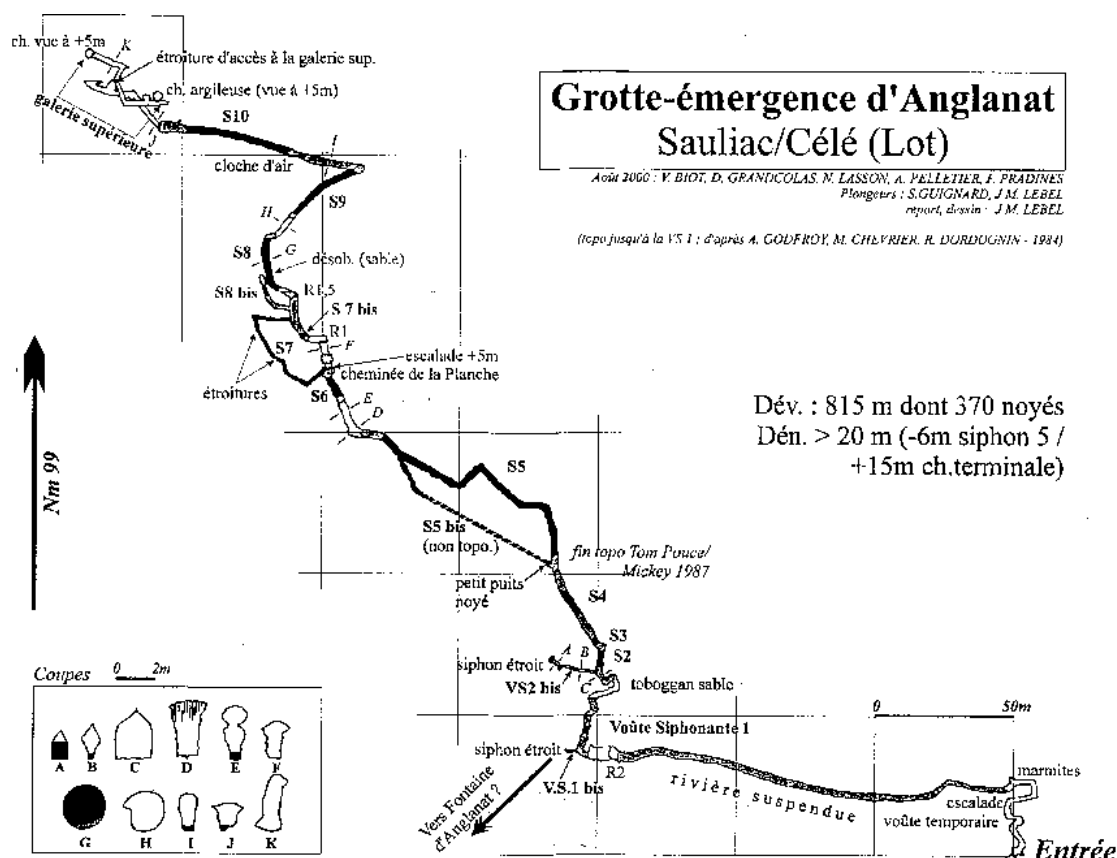 Grotte-émergence d'Anglanat
Sauliac/Célé (Lot)
Août 2000 : V. BIOT, D. GRANDCOLAS, N. LASSON, A. PELLETIER, F. PRADINES
Plongeurs : S.GUIGNARD, J.M. LEBEL
report, dessin : J.M. LEBEL
(topo jusqu'à la VS 1 : d'après A. GODFROY, M. CHEVRIER, R. DORDOGNIN - 1984)
ch. vue à +5m
K
étroiture d'accès à la galerie sup.
ch. argileuse (vue à +5m)
galerie supérieure
J
S10
I
cloche d'air
S9
H
S8
G
désob. (sable)
S8 bis
R1,5
S 7 bis
R1
F
S7
escalade +5m
cheminée de la Planche
étroitures
S6
E
D
Dév. : 815 m dont 370 noyés
Dén. > 20 m (-6m siphon 5 /
+15m ch.terminale)
Nm 99
S5
S5 bis
(non topo.)
fin topo Tom Pouce/
Mickey 1987
petit puits
noyé
S4
S3
S2
siphon étroit
A
B
VS2 bis
C
toboggan sable
0 50m
Voûte Siphonante 1
siphon étroit
R2
V.S.1 bis
rivière suspendue
marmites
escalade
voûte temporaire
Vers Fontaine
d'Anglanat ?
Entrée
Coupes 0 2m
A B C D E F
G H I J K